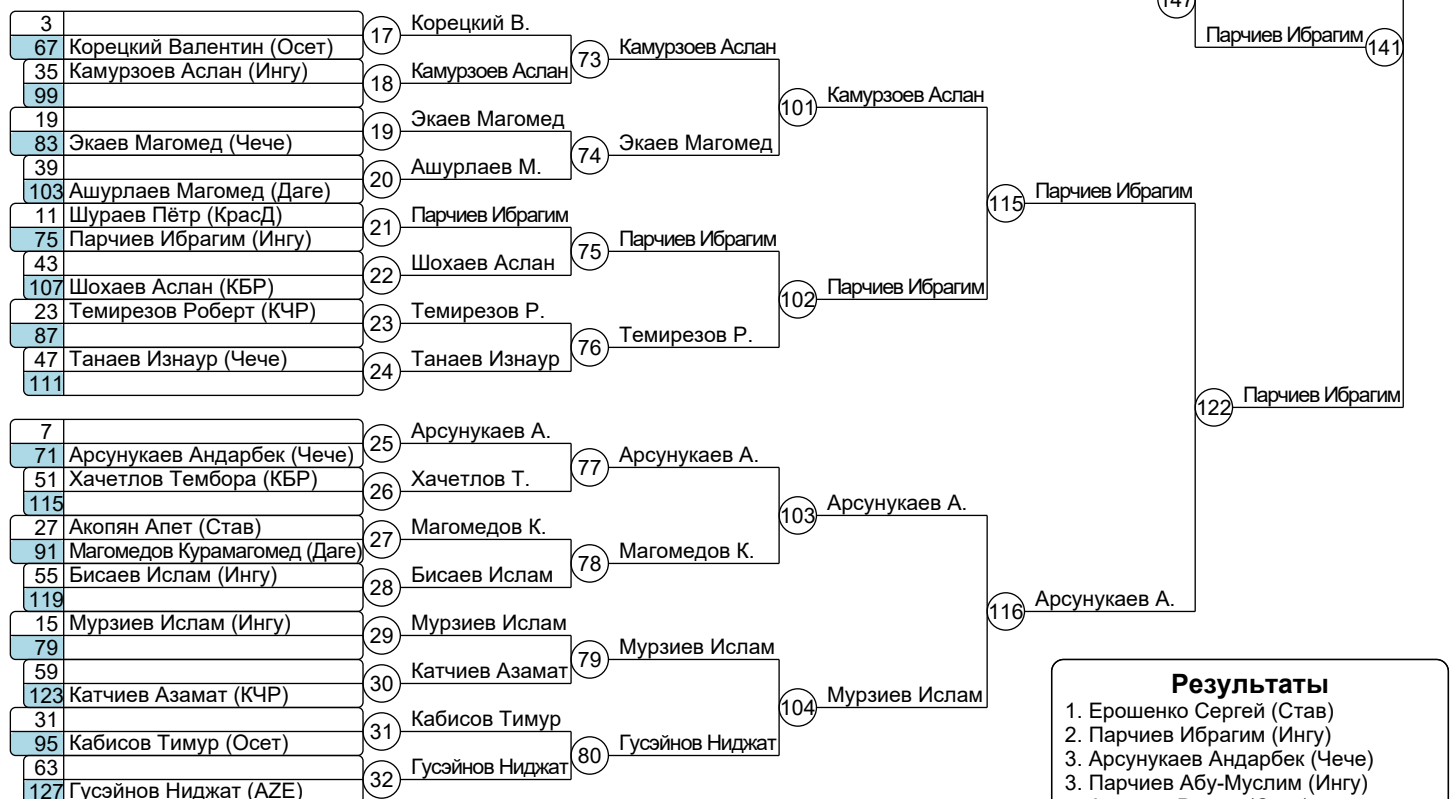 147
Парчиев Ибрагим 141
3
67 Корецкий Валентин (Осет)
17 Корецкий В.
35 Камурзоев Аслан (Ингу)
99
18 Камурзоев Аслан
73 Камурзоев Аслан
19
83 Экаев Магомед (Чече)
19 Экаев Магомед
39
103 Ашурлаев Магомед (Даге)
20 Ашурлаев М.
74 Экаев Магомед
101 Камурзоев Аслан
11 Шураев Пётр (КрасД)
75 Парчиев Ибрагим (Ингу)
21 Парчиев Ибрагим
43
107 Шохаев Аслан (КБР)
22 Шохаев Аслан
75 Парчиев Ибрагим
23 Темирезов Роберт (КЧР)
87
23 Темирезов Р.
47 Танаев Изнаур (Чече)
111
24 Танаев Изнаур
76 Темирезов Р.
102 Парчиев Ибрагим
115 Парчиев Ибрагим
122 Парчиев Ибрагим
7
71 Арсунукаев Андарбек (Чече)
25 Арсунукаев А.
51 Хачетлов Тембора (КБР)
115
26 Хачетлов Т.
77 Арсунукаев А.
27 Акопян Апет (Став)
91 Магомедов Курамагомед (Даге)
27 Магомедов К.
55 Бисаев Ислам (Ингу)
119
28 Бисаев Ислам
78 Магомедов К.
103 Арсунукаев А.
15 Мурзиев Ислам (Ингу)
79
29 Мурзиев Ислам
59
123 Катчиев Азамат (КЧР)
30 Катчиев Азамат
79 Мурзиев Ислам
31
95 Кабисов Тимур (Осет)
31 Кабисов Тимур
63
127 Гусэйнов Ниджат (AZE)
32 Гусэйнов Ниджат
80 Гусэйнов Ниджат
104 Мурзиев Ислам
116 Арсунукаев А.
Результаты
1. Ерошенко Сергей (Став)
2. Парчиев Ибрагим (Ингу)
3. Арсунукаев Андарбек (Чече)
3. Парчиев Абу-Муслим (Ингу)